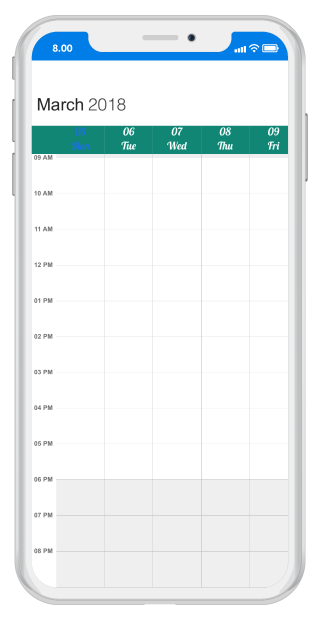 8.00
March 2018
05 06 07 08 09
Mon Tue Wed Thu Fri
09 AM
10 AM
11 AM
12 PM
01 PM
02 PM
03 PM
04 PM
05 PM
06 PM
07 PM
08 PM